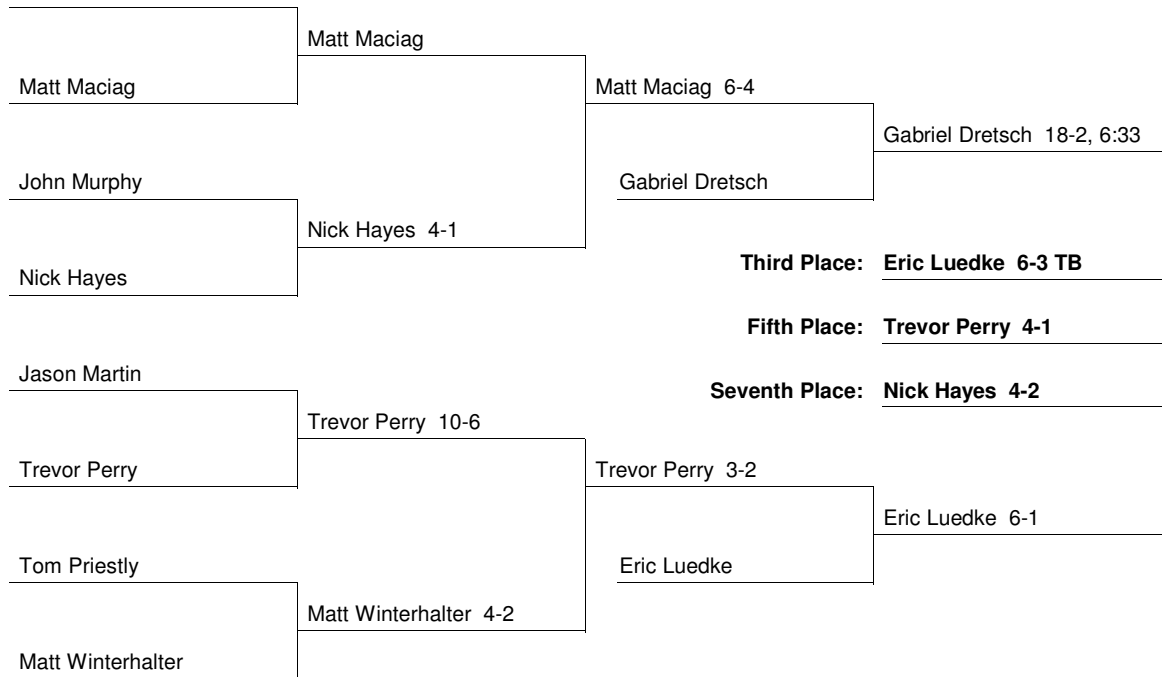 Matt Maciag
Matt Maciag
Matt Maciag 6-4
Gabriel Dretsch 18-2, 6:33
John Murphy
Gabriel Dretsch
Nick Hayes 4-1
Third Place: Eric Luedke 6-3 TB
Nick Hayes
Fifth Place: Trevor Perry 4-1
Jason Martin
Seventh Place: Nick Hayes 4-2
Trevor Perry 10-6
Trevor Perry
Trevor Perry 3-2
Eric Luedke 6-1
Tom Priestly
Eric Luedke
Matt Winterhalter 4-2
Matt Winterhalter